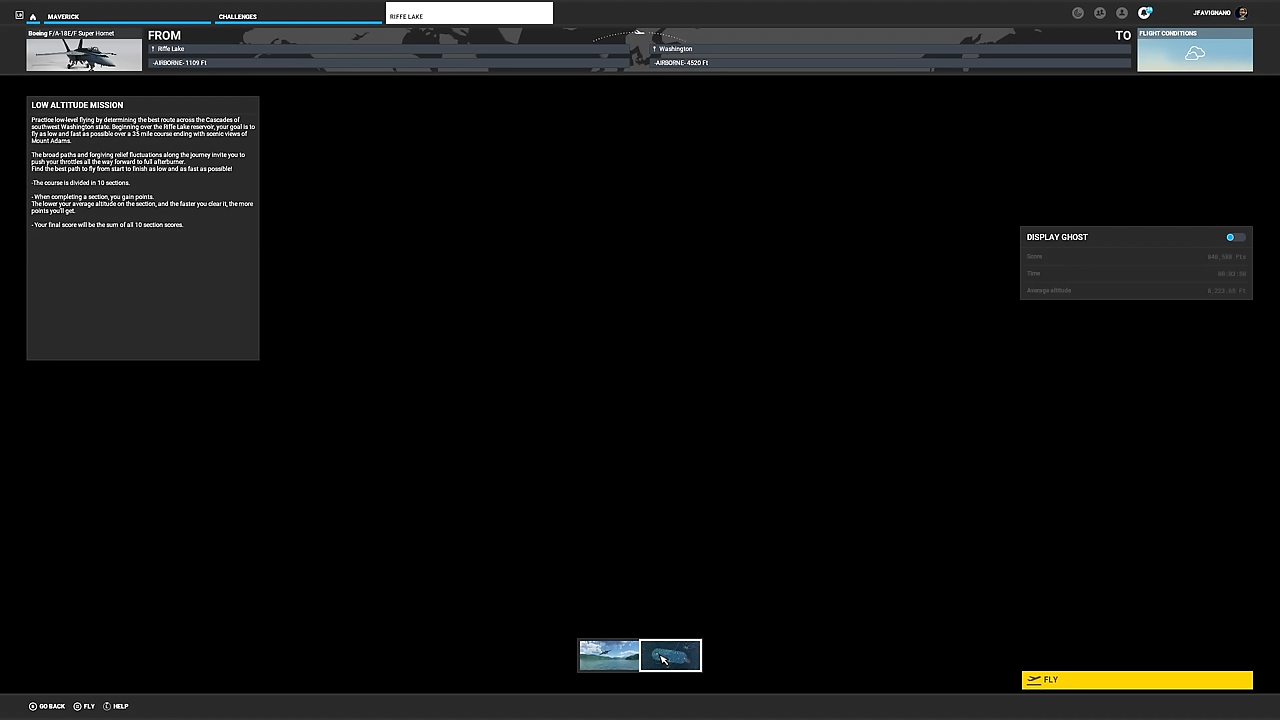 MAVERICK
CHALLENGES
RIFFE LAKE
JFAVIGNANO
Boeing F/A-18E/F Super Hornet
FROM
TO
FLIGHT CONDITIONS
Riffe Lake
Washington
-AIRBORNE- 1109 Ft
-AIRBORNE- 4520 Ft
LOW ALTITUDE MISSION
Practice low-level flying by determining the best route across the Cascades of
southwest Washington state. Beginning over the Riffe Lake reservoir, your goal is to
fly as low and fast as possible over a 35 mile course ending with scenic views of
Mount Adams.
The broad paths and forgiving relief fluctuations along the journey invite you to
push your throttles all the way forward to full afterburner.
Find the best path to fly from start to finish as low and as fast as possible!
-The course is divided in 10 sections.
- When completing a section, you gain points.
The lower your average altitude on the section, and the faster you clear it, the more
points you'll get.
- Your final score will be the sum of all 10 section scores.
DISPLAY GHOST
Score
Pts
Time
Average altitude
Ft
FLY
GO BACK
FLY
HELP